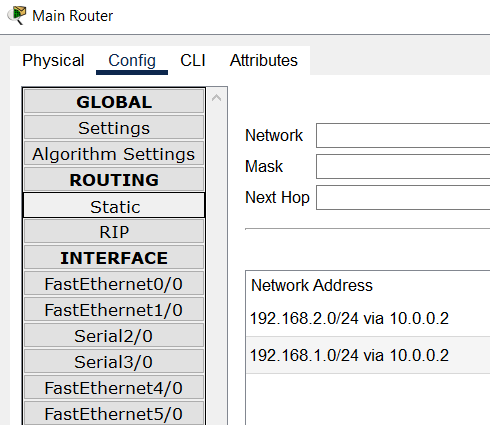 Main Router
Physical Config CLI Attributes
GLOBAL
Settings
Algorithm Settings
ROUTING
Static
RIP
INTERFACE
FastEthernet0/0
FastEthernet1/0
Serial2/0
Serial3/0
FastEthernet4/0
FastEthernet5/0
Network
Mask
Next Hop
Network Address
192.168.2.0/24 via 10.0.0.2
192.168.1.0/24 via 10.0.0.2